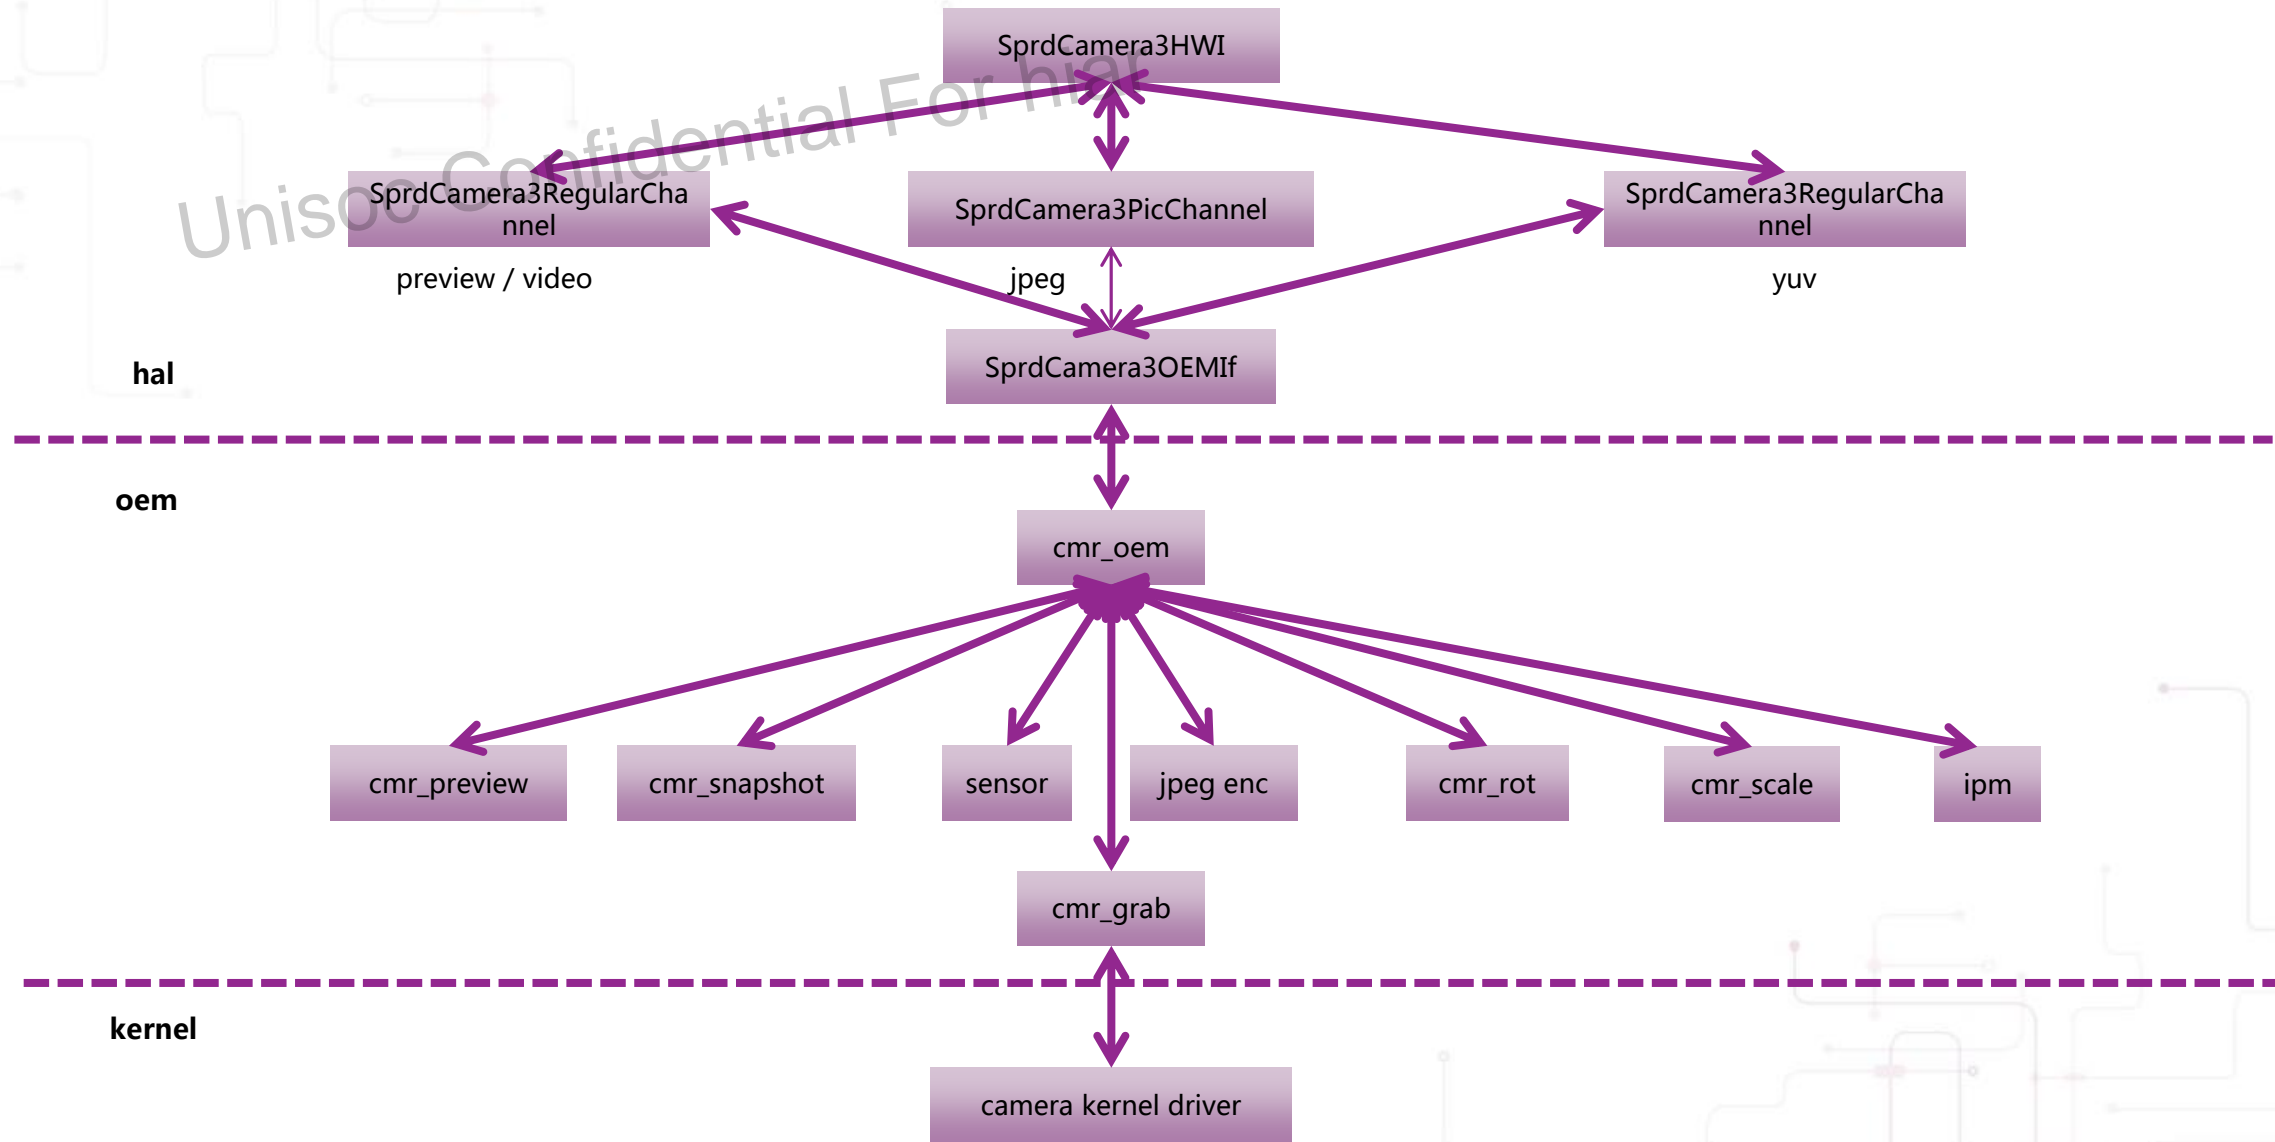 SprdCamera3HWI
Unisoc Confidential For hiar
SprdCamera3RegularCha
nnel
SprdCamera3PicChannel
SprdCamera3RegularCha
nnel
preview / video
jpeg
yuv
SprdCamera3OEMIf
hal
oem
cmr_oem
cmr_preview
cmr_snapshot
sensor
jpeg enc
cmr_rot
cmr_scale
ipm
cmr_grab
kernel
camera kernel driver